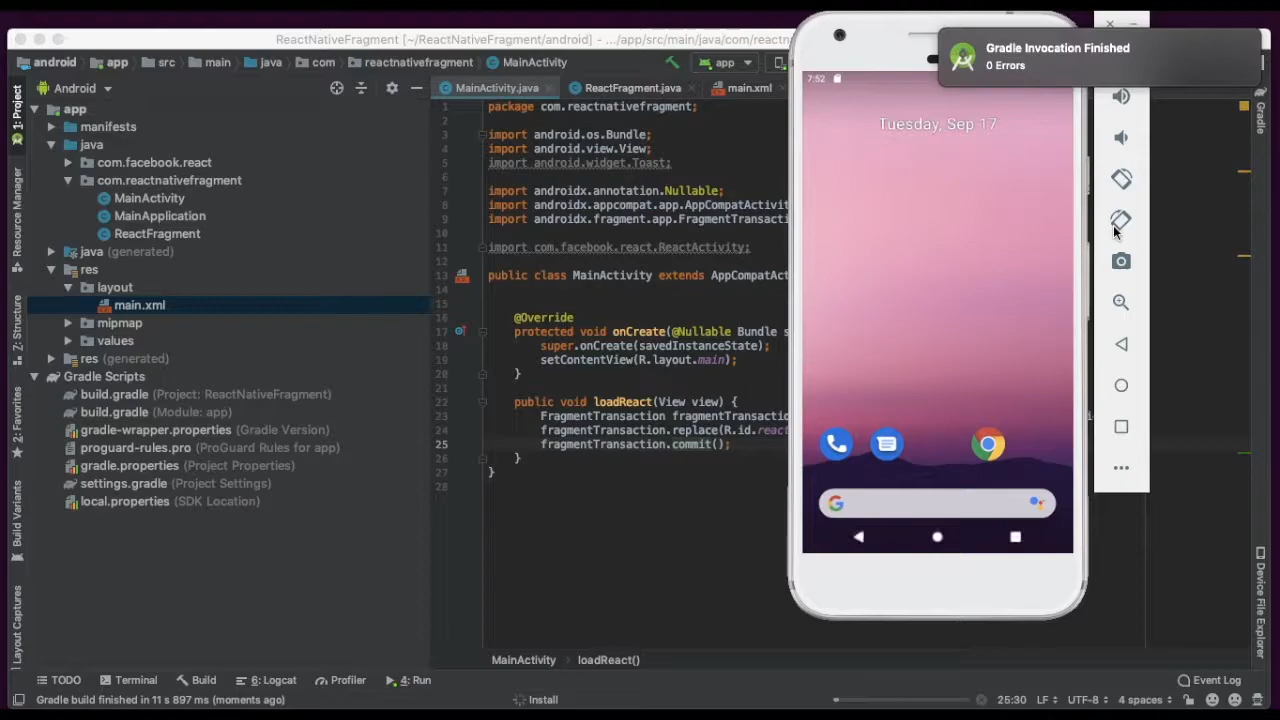 ReactNativeFragment [~/ReactNativeFragment/android] - .../app/src/main/java/com/reactna
android app src main java com reactnativefragment MainActivity app
Gradle Invocation Finished
0 Errors
1: Project
Resource Manager
Z: Structure
2: Favorites
Build Variants
Layout Captures
Android
app
manifests
java
com.facebook.react
com.reactnativefragment
MainActivity
MainApplication
ReactFragment
java (generated)
res
layout
main.xml
mipmap
values
res (generated)
Gradle Scripts
build.gradle (Project: ReactNativeFragment)
build.gradle (Module: app)
gradle-wrapper.properties (Gradle Version)
proguard-rules.pro (ProGuard Rules for app)
gradle.properties (Project Properties)
settings.gradle (Project Settings)
local.properties (SDK Location)
MainActivity.java ReactFragment.java main.xml
1 package com.reactnativefragment;
2
3 import android.os.Bundle;
4 import android.view.View;
5 import android.widget.Toast;
6
7 import androidx.annotation.Nullable;
8 import androidx.appcompat.app.AppCompatActivit
9 import androidx.fragment.app.FragmentTransacti
10
11 import com.facebook.react.ReactActivity;
12
13 public class MainActivity extends AppCompatAct
14
15
16 @Override
17 protected void onCreate(@Nullable Bundle s
18 super.onCreate(savedInstanceState);
19 setContentView(R.layout.main);
20 }
21
22 public void loadReact(View view) {
23 FragmentTransaction fragmentTransactio
24 fragmentTransaction.replace(R.id.react
25 fragmentTransaction.commit();
26 }
27 }
28
7:52
Tuesday, Sep 17
Gradle
Device File Explorer
MainActivity loadReact()
TODO Terminal Build 6: Logcat Profiler 4: Run Event Log
Gradle build finished in 11 s 897 ms (moments ago) Install 25:30 LF UTF-8 4 spaces